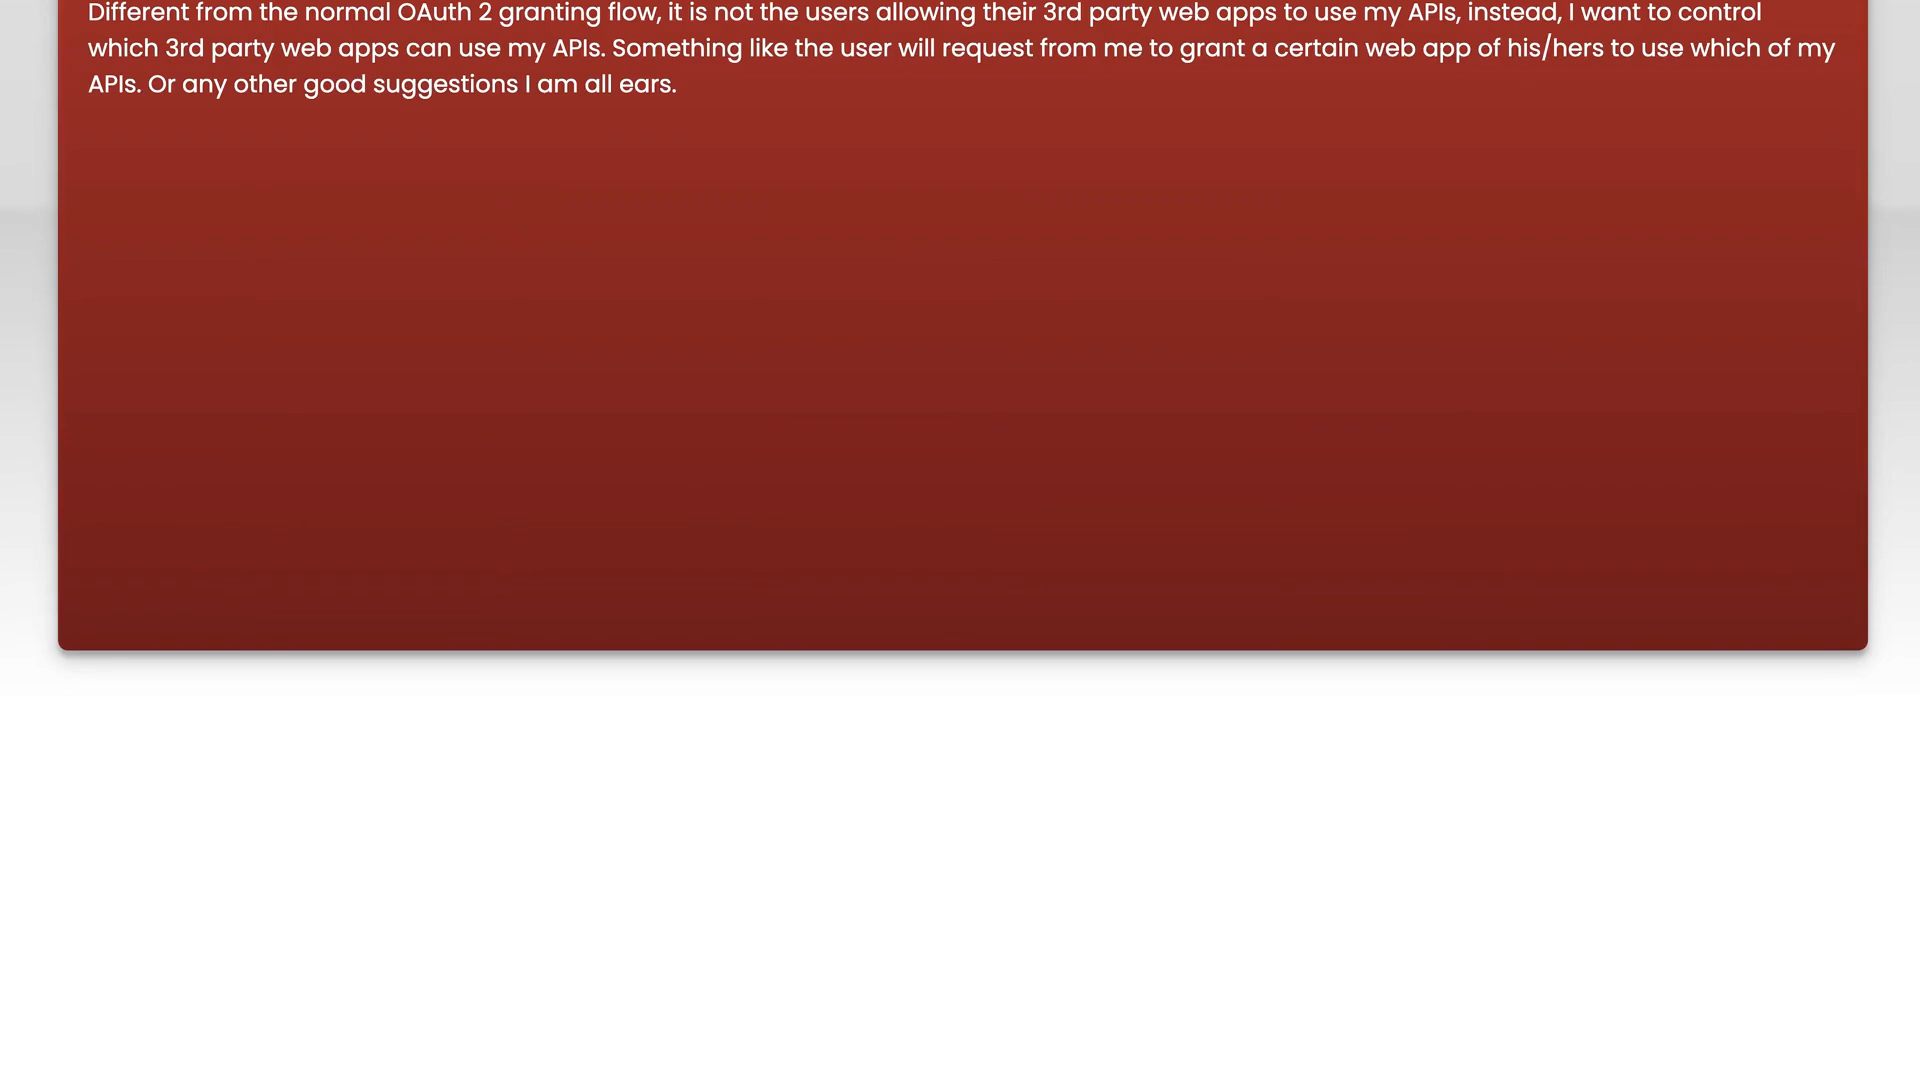 Different from the normal OAuth 2 granting flow, it is not the users allowing their 3rd party web apps to use my APIs, instead, I want to control
which 3rd party web apps can use my APIs. Something like the user will request from me to grant a certain web app of his/hers to use which of my
APIs. Or any other good suggestions I am all ears.